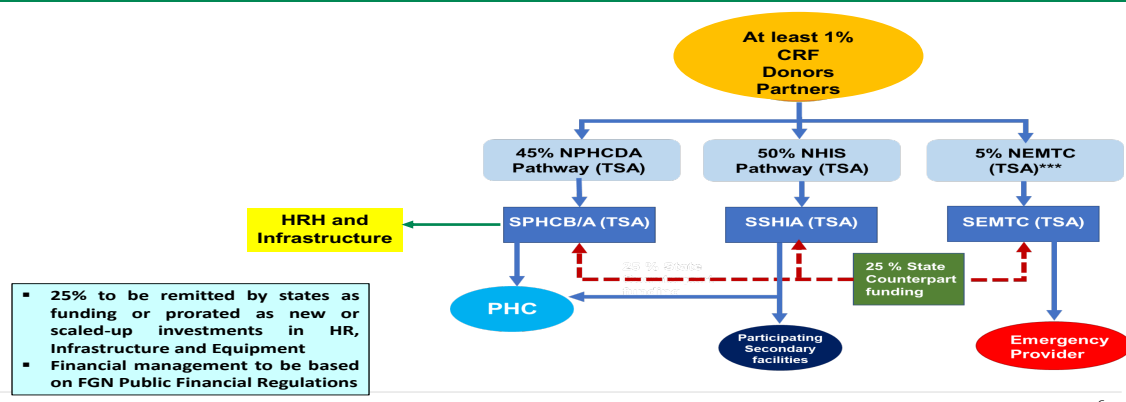 At least 1%
CRF
Donors
Partners
45% NPHCDA
Pathway (TSA)
50% NHIS
Pathway (TSA)
5% NEMTC
(TSA)***
HRH and
Infrastructure
SPHCB/A (TSA)
SSHIA (TSA)
SEMTC (TSA)
25 % State
25 % State
Counterpart
funding
PHC
Participating
Secondary
facilities
Emergency
Provider
▪ 25% to be remitted by states as
funding or prorated as new or
scaled-up investments in HR,
Infrastructure and Equipment
▪ Financial management to be based
on FGN Public Financial Regulations